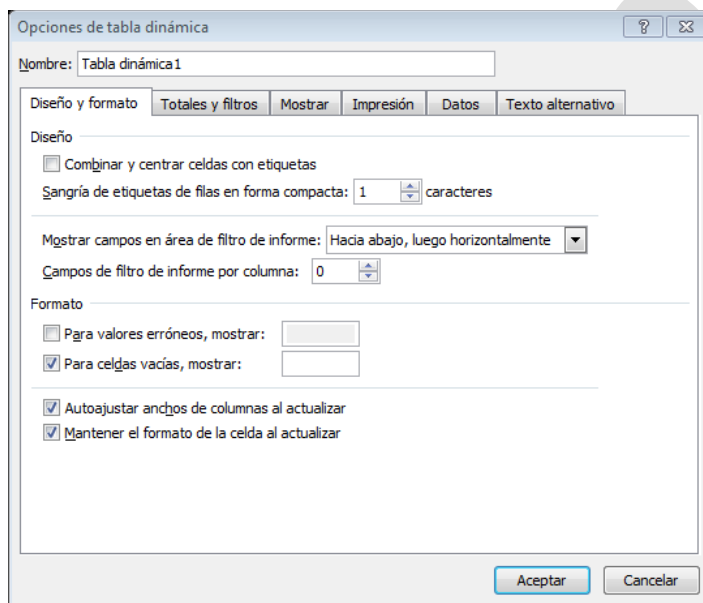 Opciones de tabla dinámica
Nombre: Tabla dinámica1
Diseño y formato Totales y filtros Mostrar Impresión Datos Texto alternativo
Diseño
Combinar y centrar celdas con etiquetas
Sangría de etiquetas de filas en forma compacta: 1 caracteres
Mostrar campos en área de filtro de informe: Hacia abajo, luego horizontalmente
Campos de filtro de informe por columna: 0
Formato
Para valores erróneos, mostrar:
Para celdas vacías, mostrar:
Autoajustar anchos de columnas al actualizar
Mantener el formato de la celda al actualizar
Aceptar Cancelar